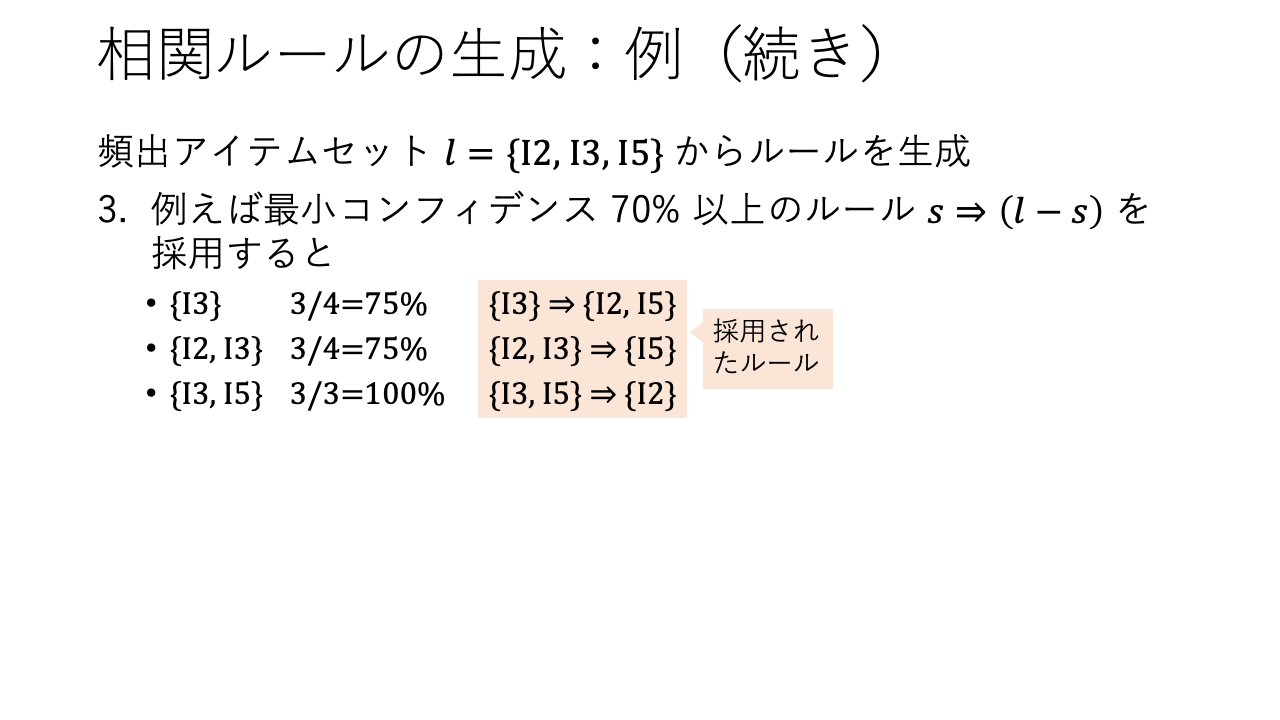 相関ルールの生成：例（続き）
頻出アイテムセット l = {I2, I3, I5} からルールを生成
3. 例えば最小コンフィデンス 70% 以上のルール s ⇒ (l − s) を
採用すると
• {I3} 3/4=75% {I3} ⇒ {I2, I5}
• {I2, I3} 3/4=75% {I2, I3} ⇒ {I5}
• {I3, I5} 3/3=100% {I3, I5} ⇒ {I2}
採用され
たルール